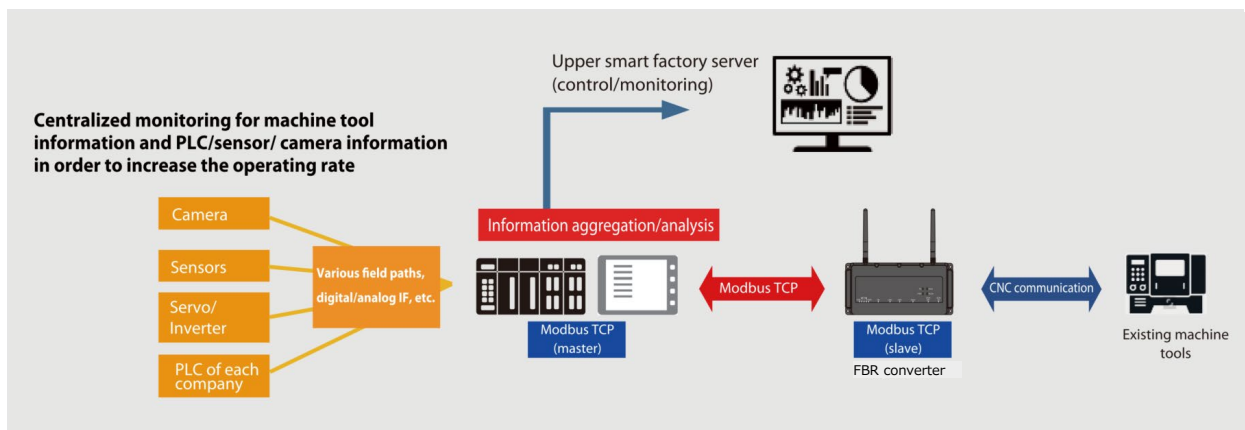 Upper smart factory server
(control/monitoring)
Centralized monitoring for machine tool
information and PLC/sensor/ camera information
in order to increase the operating rate
Camera
Sensors
Servo/
Inverter
PLC of each
company
Various field paths,
digital/analog IF, etc.
Information aggregation/analysis
Modbus TCP
(master)
Modbus TCP
Modbus TCP
(slave)
FBR converter
CNC communication
Existing machine
tools